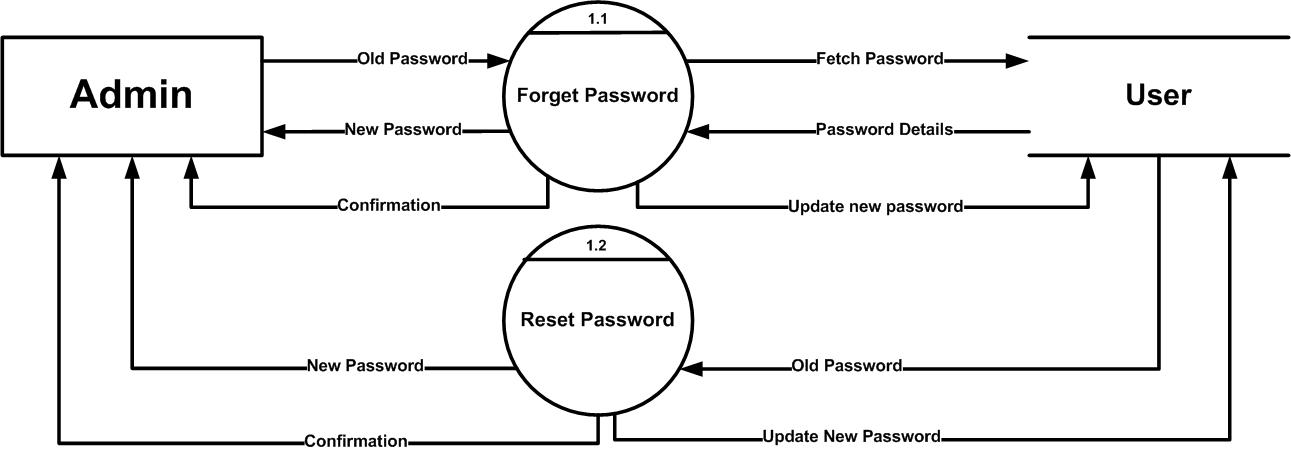 1.1
Old Password
Fetch Password
Admin
Forget Password
User
New Password
Password Details
Confirmation
Update new password
1.2
Reset Password
New Password
Old Password
Confirmation
Update New Password